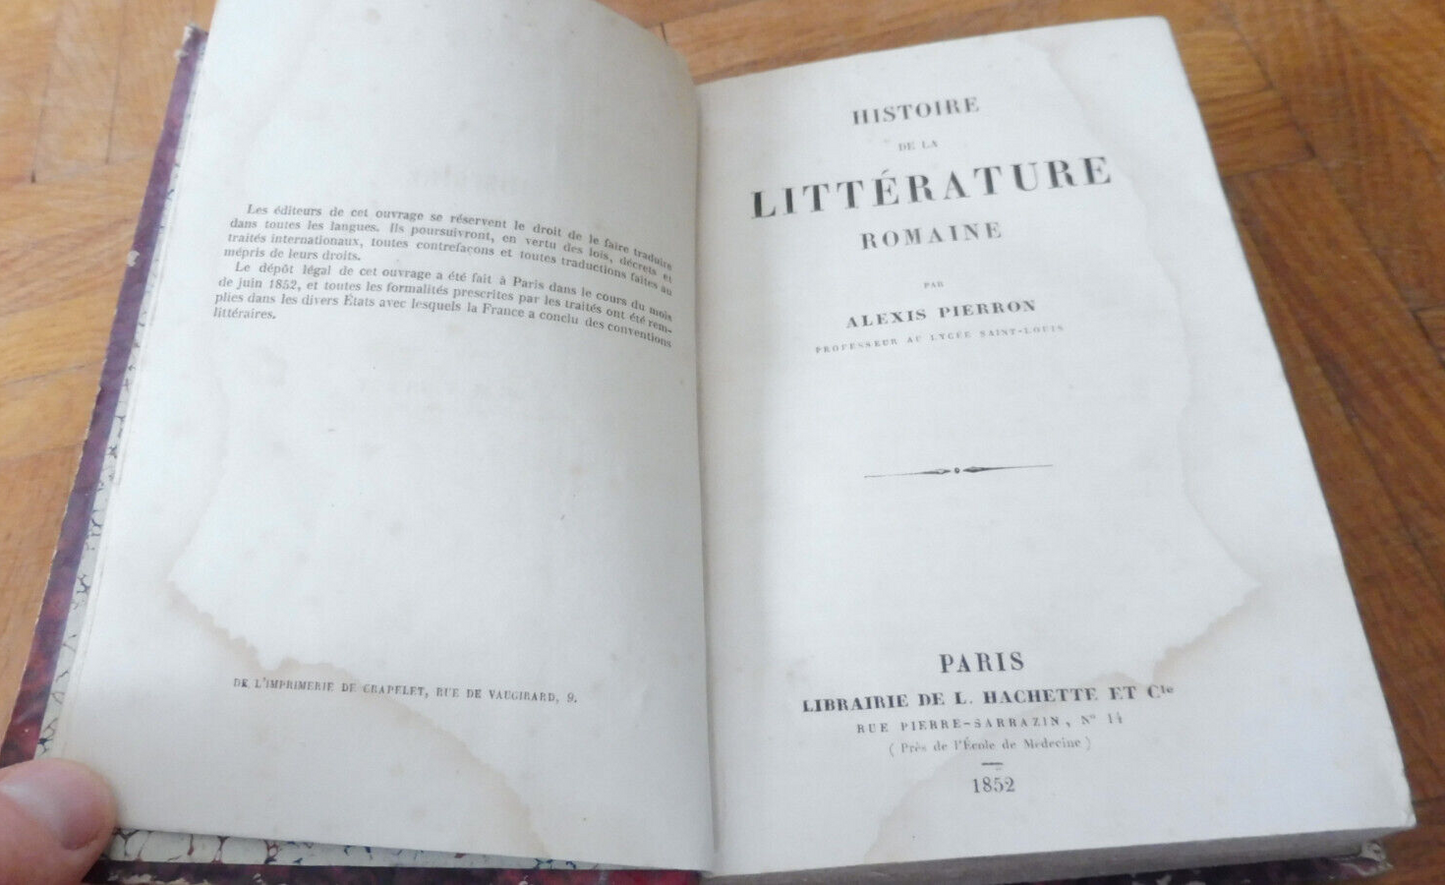 Les éditeurs de cet ouvrage se réservent le droit de le faire traduire
dans toutes les langues. Ils poursuivront, en vertu des lois, décrets et
traités internationaux, toutes contrefaçons et toutes traductions faites au
mépris de leurs droits.
Le dépôt légal de cet ouvrage a été fait à Paris dans le cours du mois
de juin 1852, et toutes les formalités prescrites par les traités ont été rem-
plies dans les divers États avec lesquels la France a conclu des conventions
littéraires.
DE L'IMPRIMERIE DE CRAPELET, RUE DE VAUGIRARD, 9.
HISTOIRE
DE LA
LITTÉRATURE
ROMAINE
PAR
ALEXIS PIERRON
PROFESSEUR AU LYCÉE SAINT-LOUIS
PARIS
LIBRAIRIE DE L. HACHETTE ET Cie
RUE PIERRE-SARRAZIN, N° 14
(Près de l'École de Médecine)
1852